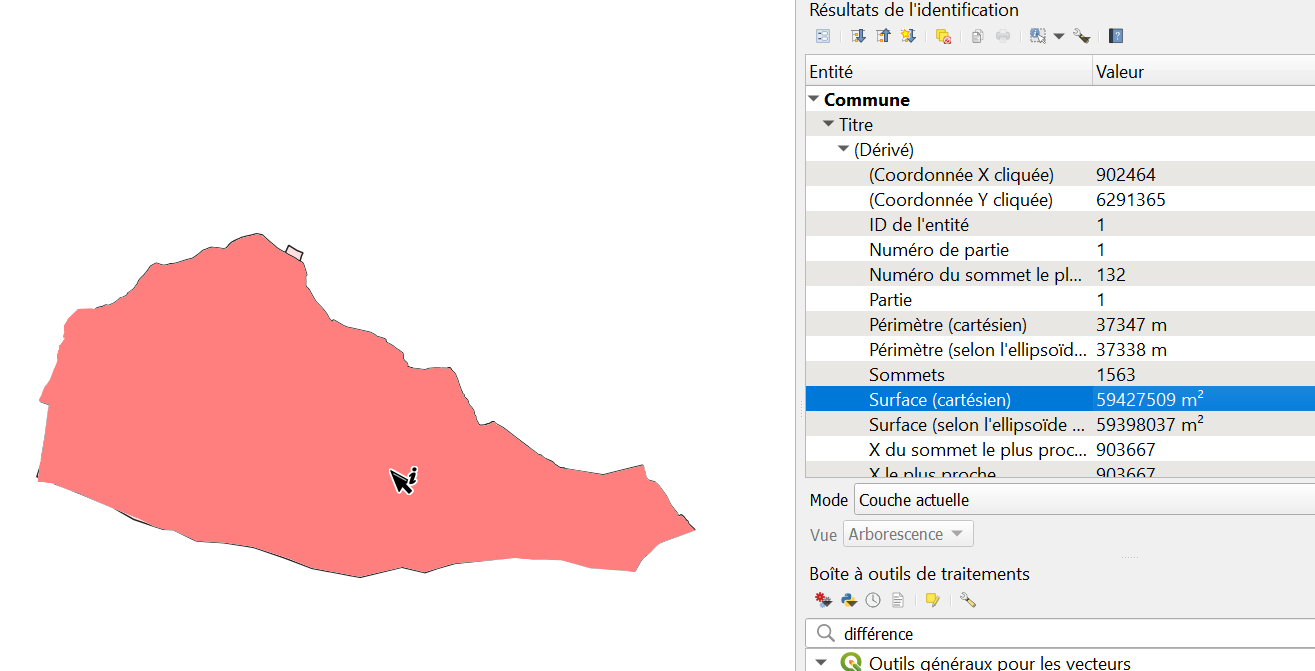 Résultats de l'identification
Entité Valeur
Commune
Titre
(Dérivé)
(Coordonnée X cliquée) 902464
(Coordonnée Y cliquée) 6291365
ID de l'entité 1
Numéro de partie 1
Numéro du sommet le pl... 132
Partie 1
Périmètre (cartésien) 37347 m
Périmètre (selon l'ellipsoïd... 37338 m
Sommets 1563
Surface (cartésien) 59427509 m²
Surface (selon l'ellipsoïde ... 59398037 m²
X du sommet le plus proc... 903667
X le plus proche 903667
Mode Couche actuelle
Vue Arborescence
Boîte à outils de traitements
différence
Outils généraux pour les vecteurs